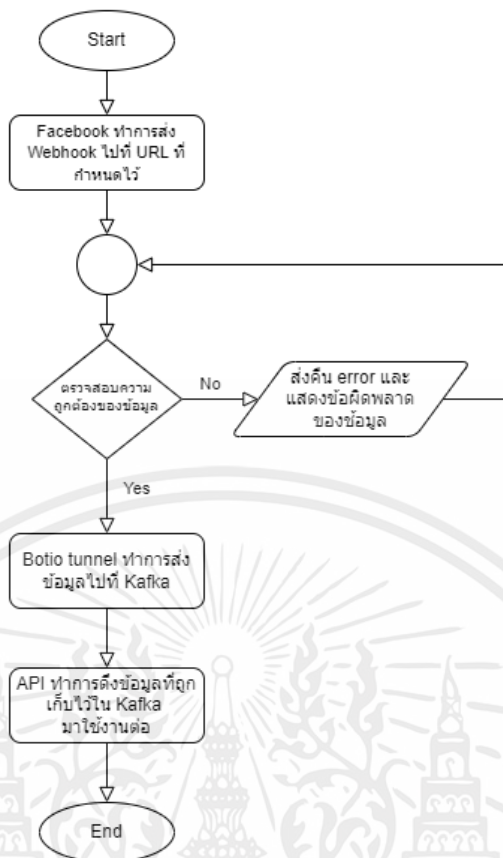 Start
Facebook ทำการส่ง
Webhook ไปที่ URL ที่
กำหนดไว้
ตรวจสอบความ
ถูกต้องของข้อมูล
No
ส่งคืน error และ
แสดงข้อผิดพลาด
ของข้อมูล
Yes
Botio tunnel ทำการส่ง
ข้อมูลไปที่ Kafka
API ทำการดึงข้อมูลที่ถูก
เก็บไว้ใน Kafka
มาใช้งานต่อ
End